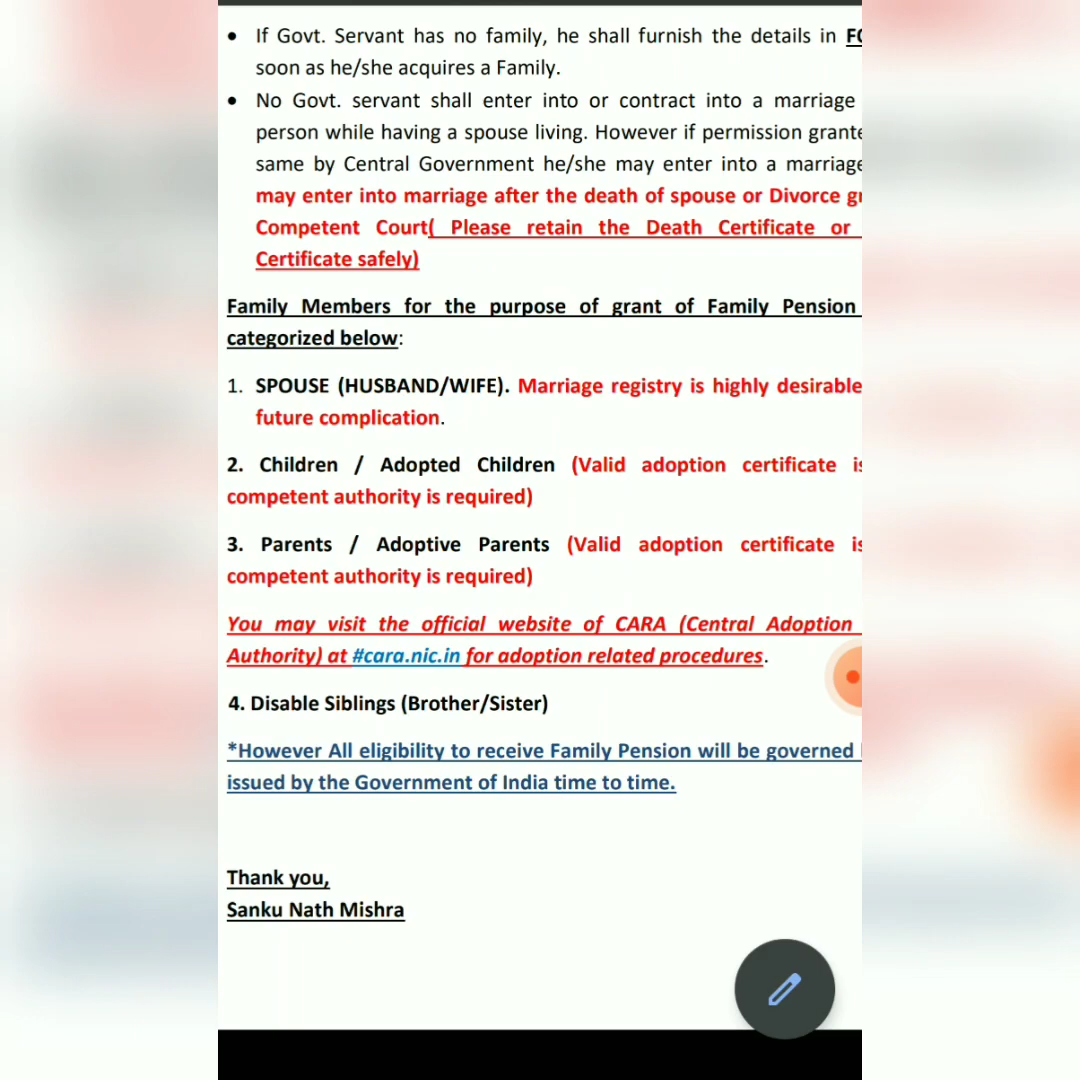 • If Govt. Servant has no family, he shall furnish the details in
soon as he/she acquires a Family.
• No Govt. servant shall enter into or contract into a marriage
person while having a spouse living. However if permission
same by Central Government he/she may enter into a marriage
may enter into marriage after the death of spouse or Divorce
Competent Court( Please retain the Death Certificate or
Certificate safely)
Family Members for the purpose of grant of Family Pension
categorized below:
1. SPOUSE (HUSBAND/WIFE). Marriage registry is highly desirable
future complication.
2. Children / Adopted Children (Valid adoption certificate
competent authority is required)
3. Parents / Adoptive Parents (Valid adoption certificate
competent authority is required)
You may visit the official website of CARA (Central Adoption
Authority) at #cara.nic.in for adoption related procedures.
4. Disable Siblings (Brother/Sister)
*However All eligibility to receive Family Pension will be governed
issued by the Government of India time to time.
Thank you,
Sanku Nath Mishra